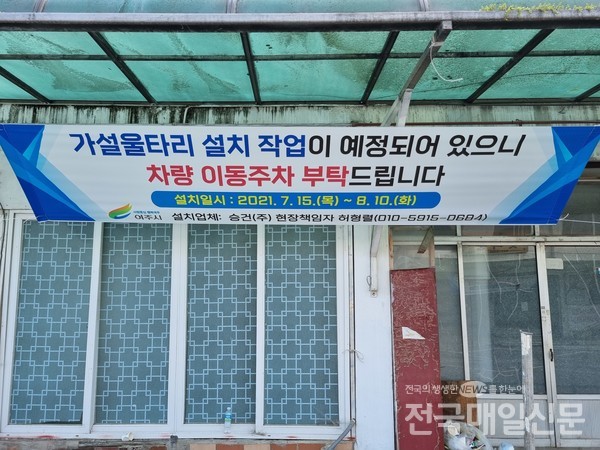 가설울타리 설치 작업이 예정되어 있으니
차량 이동주차 부탁드립니다
설치일시 : 2021. 7. 15.(목) ~ 8. 10.(화)
여주시 설치업체: 승건(주) 현장책임자 허형렬(010-5915-0684)
전국의 생생한 NEWS를 한눈에
전국매일신문